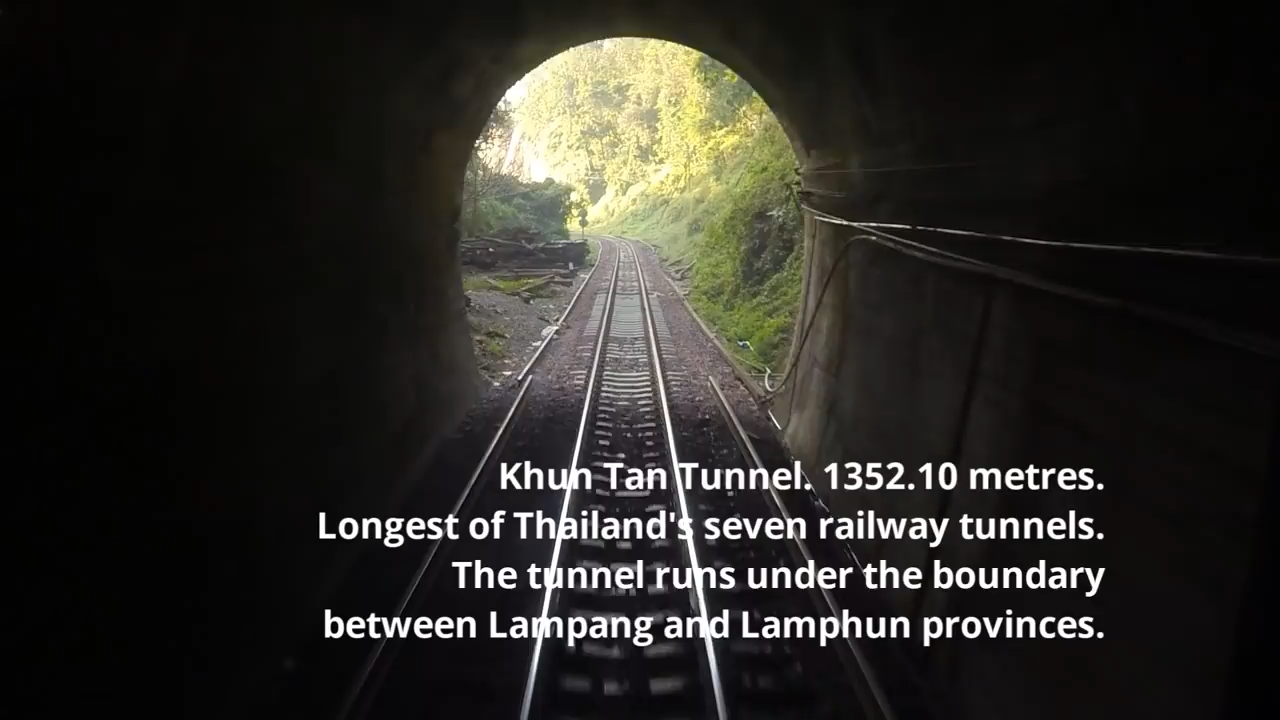 Khun Tan Tunnel. 1352.10 metres.
Longest of Thailand's seven railway tunnels.
The tunnel runs under the boundary
between Lampang and Lamphun provinces.